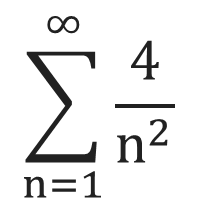 ∞
∑ 4/n²
n=1